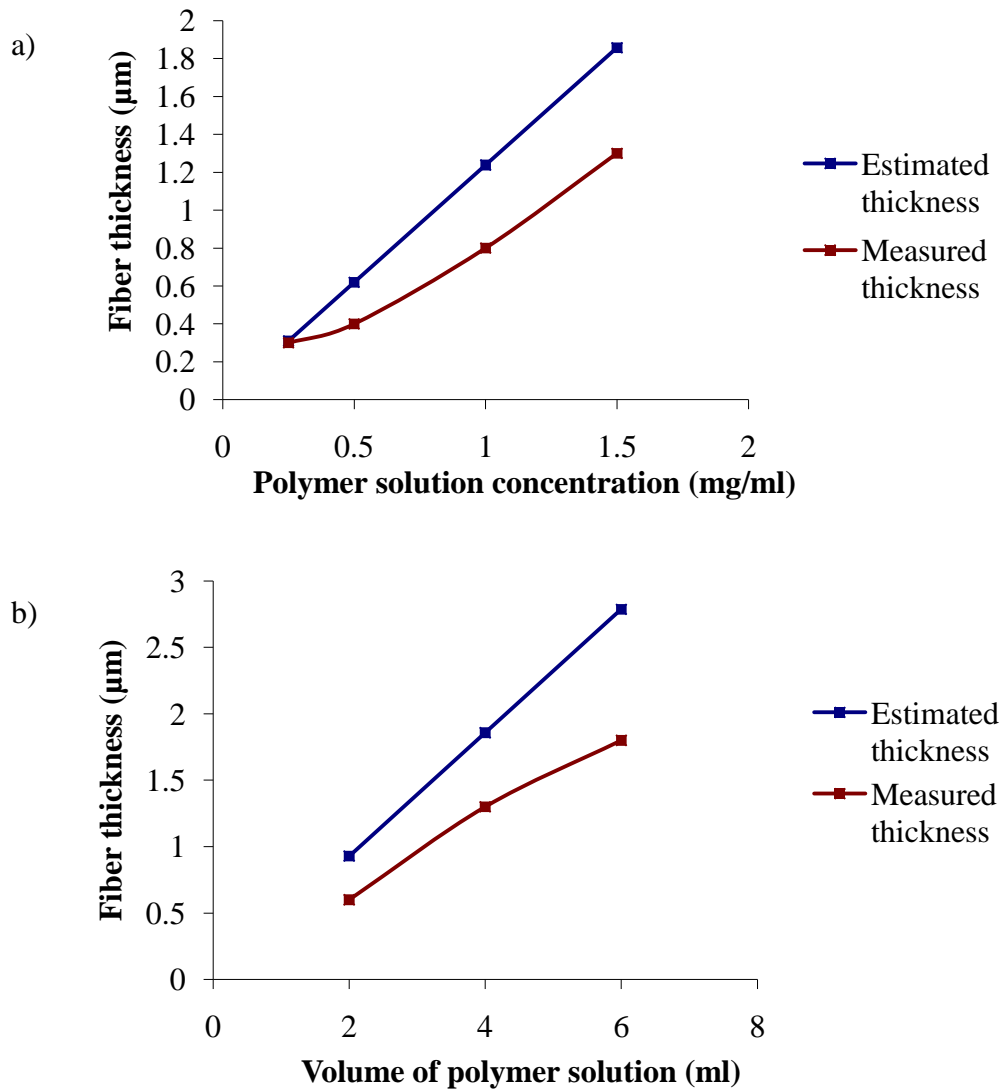 a)
Fiber thickness (µm)
2
1.8
1.6
1.4
1.2
1
0.8
0.6
0.4
0.2
0
0 0.5 1 1.5 2
Polymer solution concentration (mg/ml)
Estimated
thickness
Measured
thickness
b)
Fiber thickness (µm)
3
2.5
2
1.5
1
0.5
0
0 2 4 6 8
Volume of polymer solution (ml)
Estimated
thickness
Measured
thickness